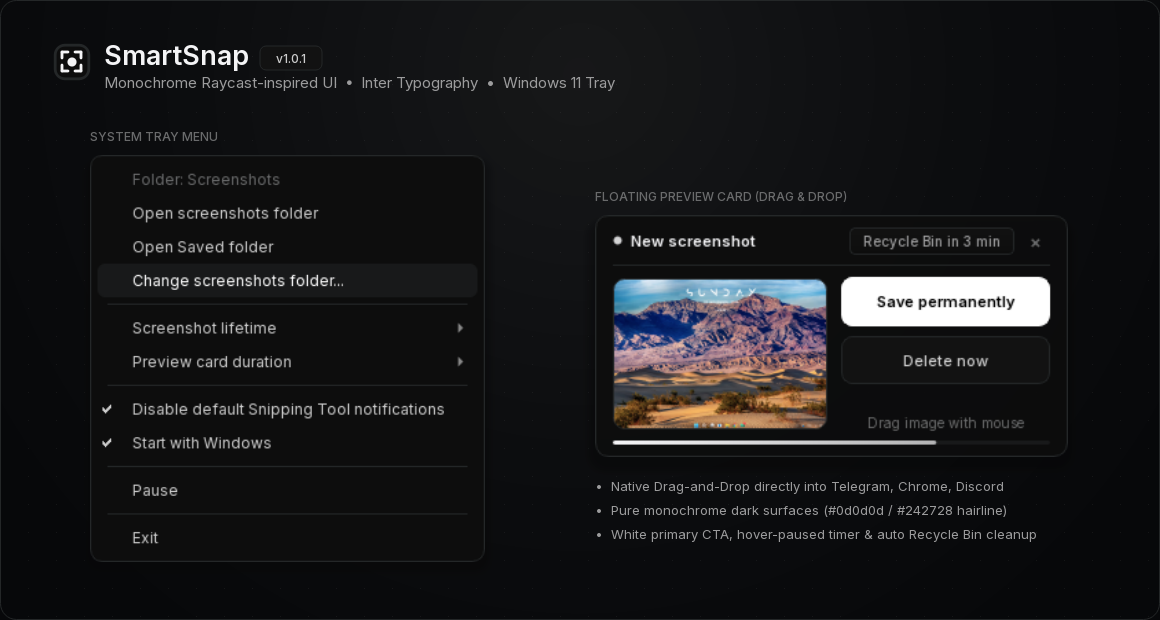 SmartSnap v1.0.1
Monochrome Raycast-inspired UI • Inter Typography • Windows 11 Tray
SYSTEM TRAY MENU
Folder: Screenshots
Open screenshots folder
Open Saved folder
Change screenshots folder...
Screenshot lifetime
Preview card duration
Disable default Snipping Tool notifications
Start with Windows
Pause
Exit
FLOATING PREVIEW CARD (DRAG & DROP)
New screenshot Recycle Bin in 3 min ×
SUNDAY
Save permanently
Delete now
Drag image with mouse
• Native Drag-and-Drop directly into Telegram, Chrome, Discord
• Pure monochrome dark surfaces (#0d0d0d / #242728 hairline)
• White primary CTA, hover-paused timer & auto Recycle Bin cleanup